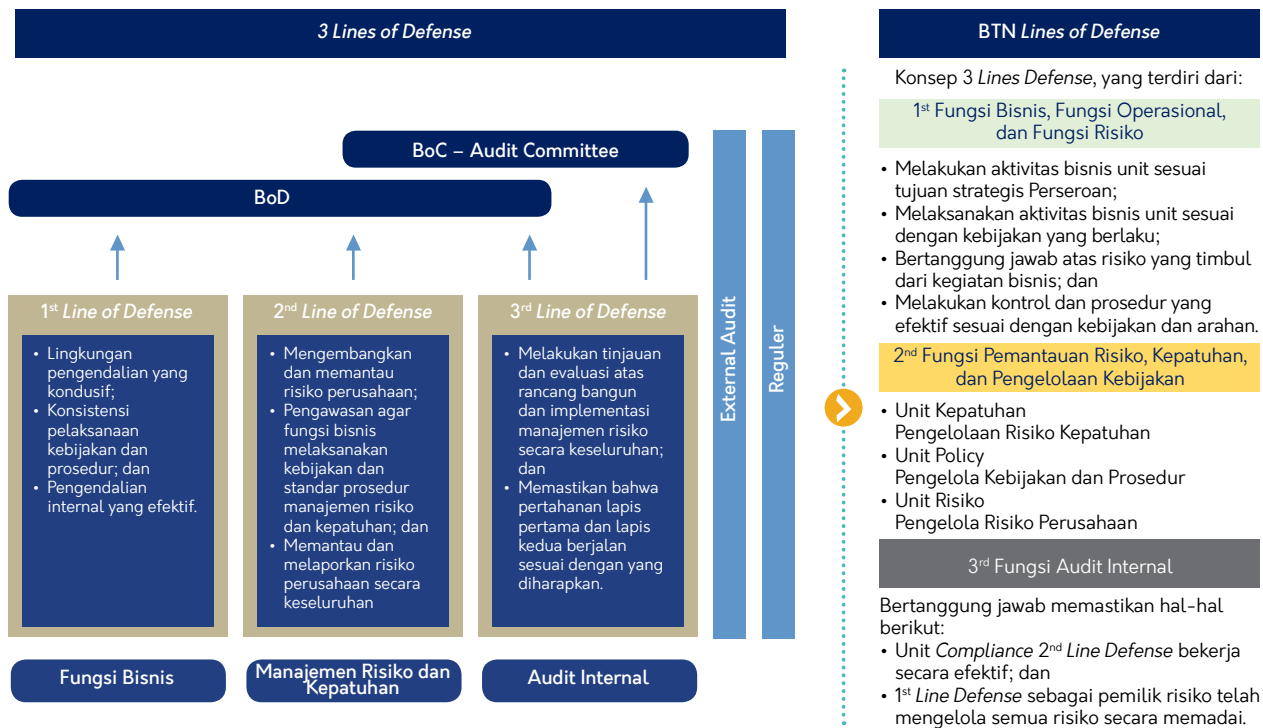 3 Lines of Defense
BoC – Audit Committee
BoD
1st Line of Defense
• Lingkungan
pengendalian yang
kondusif;
• Konsistensi
pelaksanaan
kebijakan dan
prosedur; dan
• Pengendalian
internal yang efektif.
Fungsi Bisnis
2nd Line of Defense
• Mengembangkan
dan memantau
risiko perusahaan;
• Pengawasan agar
fungsi bisnis
melaksanakan
kebijakan dan
standar prosedur
manajemen risiko
dan kepatuhan; dan
• Memantau dan
melaporkan risiko
perusahaan secara
keseluruhan
Manajemen Risiko dan
Kepatuhan
3rd Line of Defense
• Melakukan tinjauan
dan evaluasi atas
rancang bangun
dan implementasi
manajemen risiko
secara keseluruhan;
dan
• Memastikan bahwa
pertahanan lapis
pertama dan lapis
kedua berjalan
sesuai dengan yang
diharapkan.
Audit Internal
External Audit
Reguler
BTN Lines of Defense
Konsep 3 Lines Defense, yang terdiri dari:
1st Fungsi Bisnis, Fungsi Operasional,
dan Fungsi Risiko
• Melakukan aktivitas bisnis unit sesuai
tujuan strategis Perseroan;
• Melaksanakan aktivitas bisnis unit sesuai
dengan kebijakan yang berlaku;
• Bertanggung jawab atas risiko yang timbul
dari kegiatan bisnis; dan
• Melakukan kontrol dan prosedur yang
efektif sesuai dengan kebijakan dan arahan.
2nd Fungsi Pemantauan Risiko, Kepatuhan,
dan Pengelolaan Kebijakan
• Unit Kepatuhan
Pengelolaan Risiko Kepatuhan
• Unit Policy
Pengelola Kebijakan dan Prosedur
• Unit Risiko
Pengelola Risiko Perusahaan
3rd Fungsi Audit Internal
Bertanggung jawab memastikan hal-hal
berikut:
• Unit Compliance 2nd Line Defense bekerja
secara efektif; dan
• 1st Line Defense sebagai pemilik risiko telah
mengelola semua risiko secara memadai.